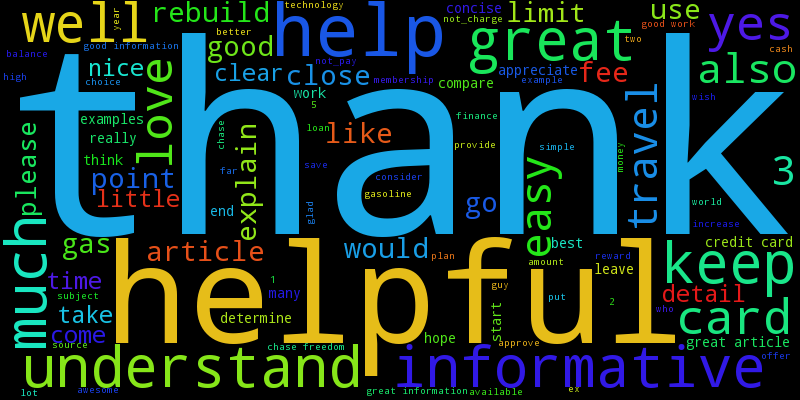 technology
well
year
rebuild
help
concise
not_charge
limit
use
good work
yes
better
good
good information
two
cash
balance
great
nice
love
clear
close
not_pay
appreciate
fee
also
high
choice
membership
compare
example
work
thank
wish
travel
please
examples
5
chase
loan
like
finance
provide
simple
money
really
explain
think
far
save
easy
3
point
consider
little
gasoline
go
world
end
glad
much
increase
gas
article
would
plan
best
credit card
helpful
keep
time
subject
1
many
amount
reward
leave
detail
take
guy
put
2
who
card
come
determine
start
source
chase freedom
hope
approve
great article
offer
understand
informative
lot
awesome
great information
available
ex